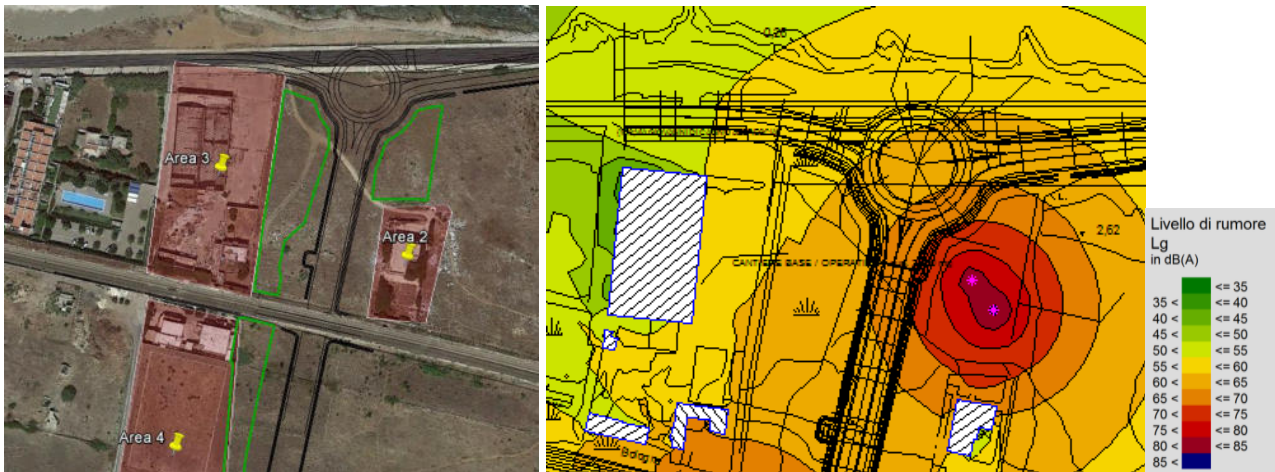 Area 3
Area 2
Area 4
0,26
2,62
CANTIERE BASE / OPERATI
Bologn
Livello di rumore
Lg
in dB(A)
<= 35
35 < <= 40
40 < <= 45
45 < <= 50
50 < <= 55
55 < <= 60
60 < <= 65
65 < <= 70
70 < <= 75
75 < <= 80
80 < <= 85
85 <